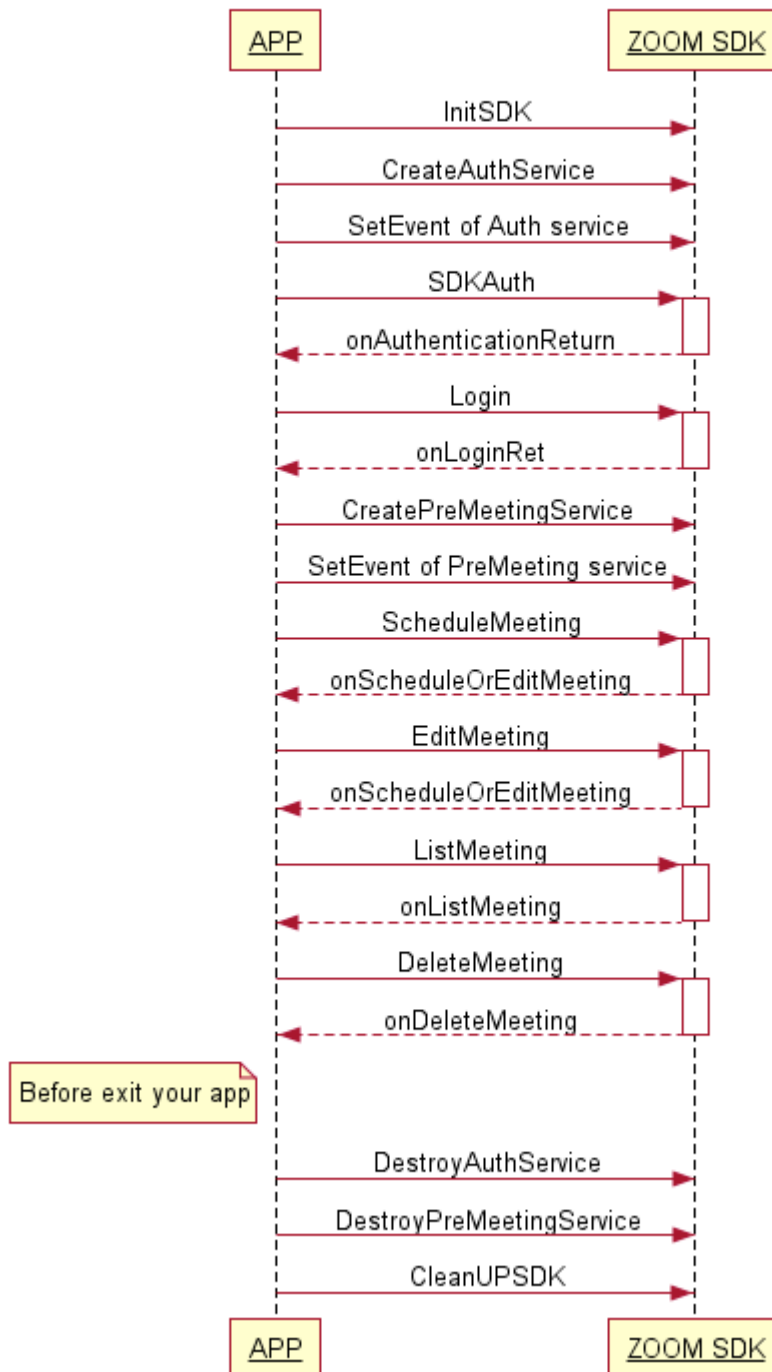 APP
ZOOM SDK
InitSDK
CreateAuthService
SetEvent of Auth service
SDKAuth
onAuthenticationReturn
Login
onLoginRet
CreatePreMeetingService
SetEvent of PreMeeting service
ScheduleMeeting
onScheduleOrEditMeeting
EditMeeting
onScheduleOrEditMeeting
ListMeeting
onListMeeting
DeleteMeeting
onDeleteMeeting
Before exit your app
DestroyAuthService
DestroyPreMeetingService
CleanUPSDK
APP
ZOOM SDK